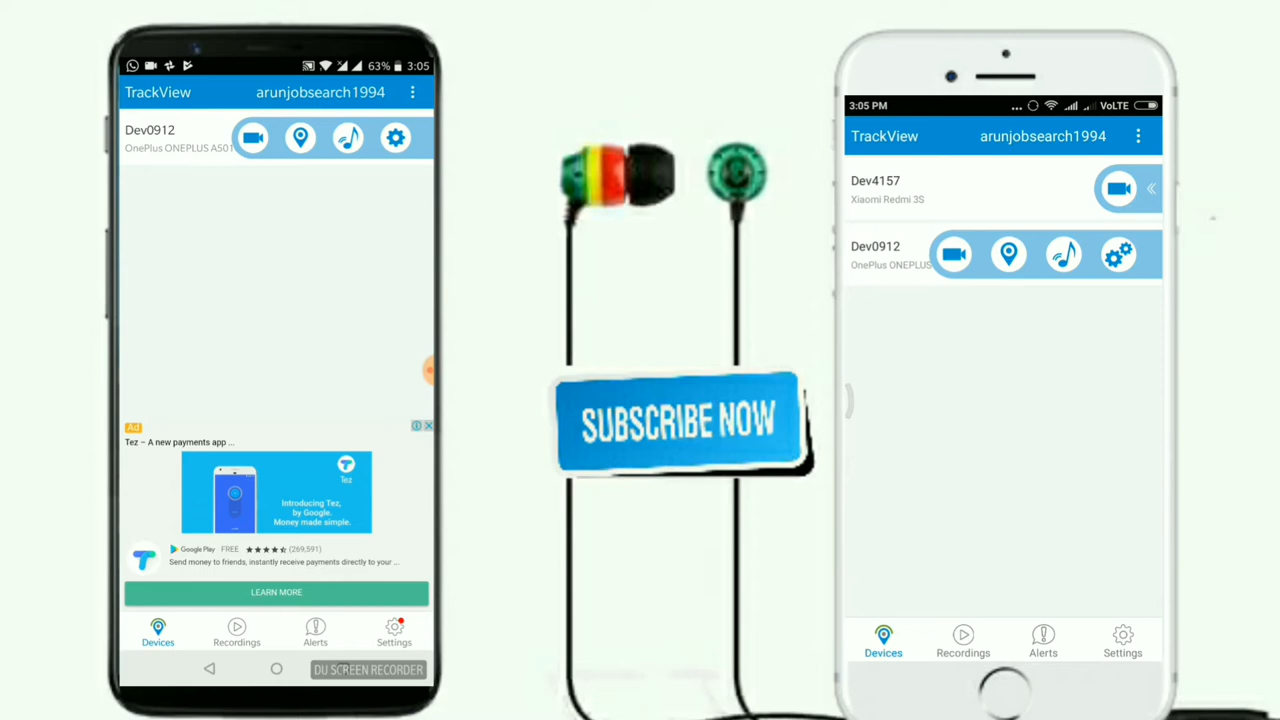 63% 3:05
TrackView arunjobsearch1994
Dev0912
OnePlus ONEPLUS A501
Ad
Tez – A new payments app ...
Tez
Introducing Tez,
by Google.
Money made simple.
Google Play FREE (269,591)
Send money to friends, instantly receive payments directly to your ...
LEARN MORE
Devices Recordings Alerts Settings
DU SCREEN RECORDER
SUBSCRIBE NOW
3:05 PM ... VoLTE
TrackView arunjobsearch1994
Dev4157
Xiaomi Redmi 3S
Dev0912
OnePlus ONEPLUS
Devices Recordings Alerts Settings